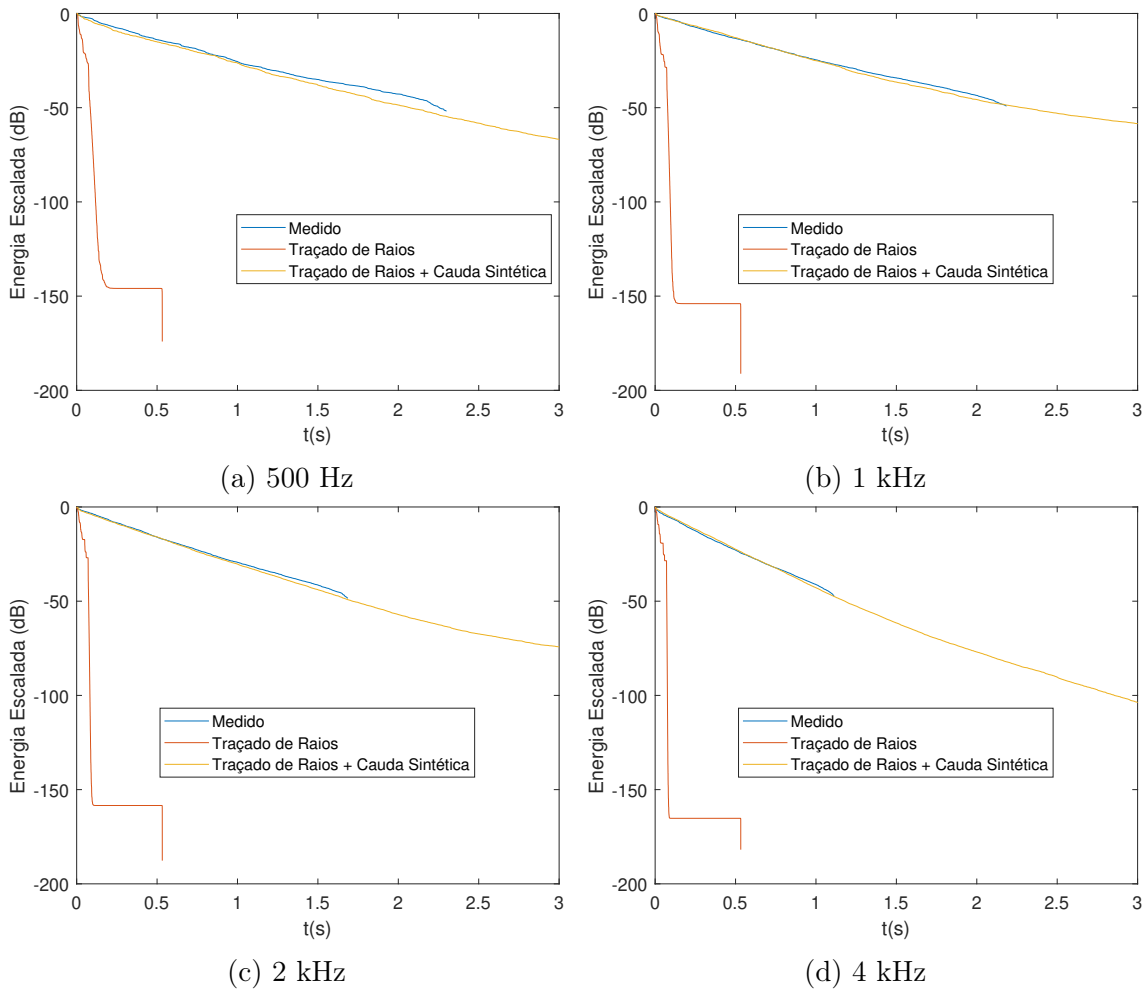 0
-50
-100
-150
-200
Energia Escalada (dB)
Medido
Traçado de Raios
Traçado de Raios + Cauda Sintética
0 0.5 1 1.5 2 2.5 3
t(s)
(a) 500 Hz
0
-50
-100
-150
-200
Energia Escalada (dB)
Medido
Traçado de Raios
Traçado de Raios + Cauda Sintética
0 0.5 1 1.5 2 2.5 3
t(s)
(b) 1 kHz
0
-50
-100
-150
-200
Energia Escalada (dB)
Medido
Traçado de Raios
Traçado de Raios + Cauda Sintética
0 0.5 1 1.5 2 2.5 3
t(s)
(c) 2 kHz
0
-50
-100
-150
-200
Energia Escalada (dB)
Medido
Traçado de Raios
Traçado de Raios + Cauda Sintética
0 0.5 1 1.5 2 2.5 3
t(s)
(d) 4 kHz